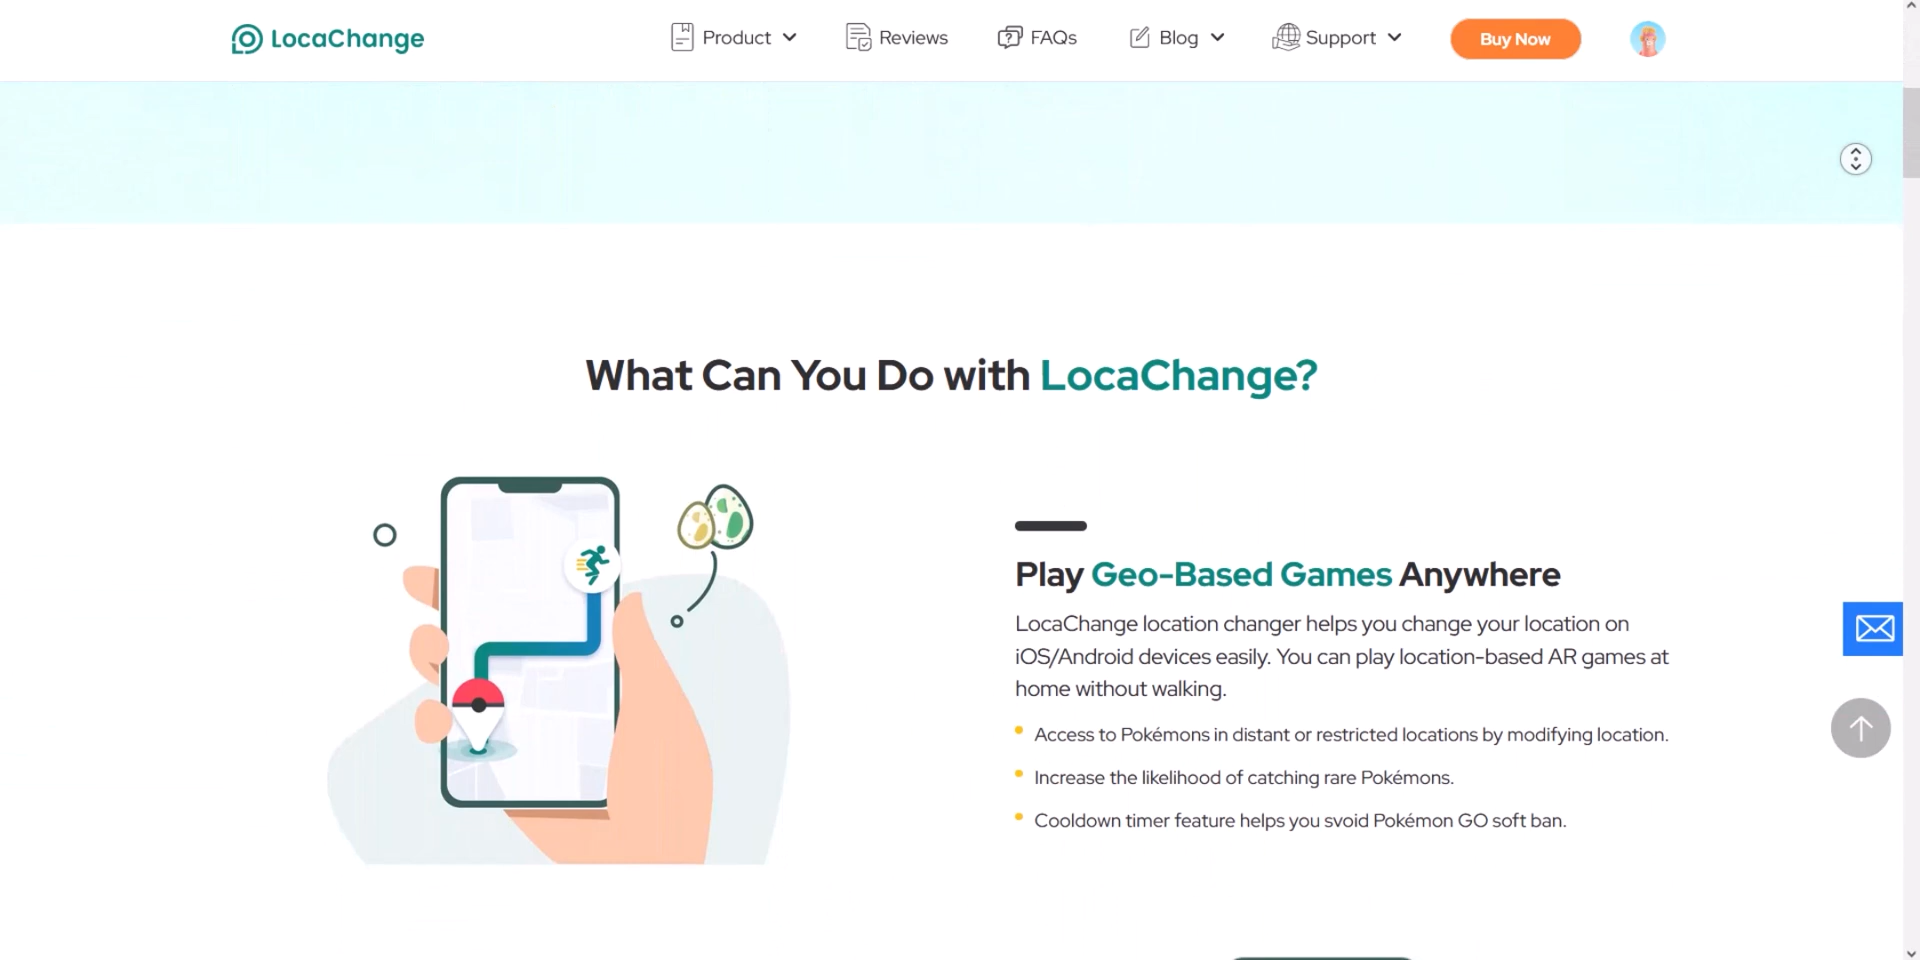 LocaChange
Product
Reviews
FAQs
Blog
Support
Buy Now
What Can You Do with LocaChange?
Play Geo-Based Games Anywhere
LocaChange location changer helps you change your location on
iOS/Android devices easily. You can play location-based AR games at
home without walking.
Access to Pokémons in distant or restricted locations by modifying location.
Increase the likelihood of catching rare Pokémons.
Cooldown timer feature helps you svoid Pokémon GO soft ban.